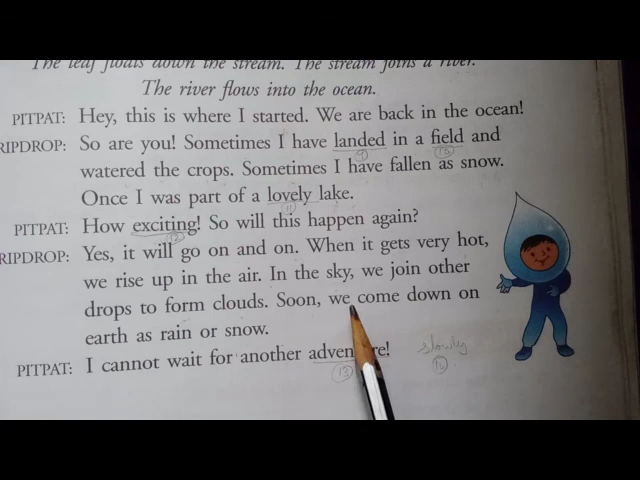 The leaf floats down the stream. The stream joins a river.
The river flows into the ocean.
PITPAT: Hey, this is where I started. We are back in the ocean!
RIPDROP: So are you! Sometimes I have landed in a field and
watered the crops. Sometimes I have fallen as snow.
Once I was part of a lovely lake.
PITPAT: How exciting! So will this happen again?
RIPDROP: Yes, it will go on and on. When it gets very hot,
we rise up in the air. In the sky, we join other
drops to form clouds. Soon, we come down on
earth as rain or snow.
PITPAT: I cannot wait for another adventure!
slowly
13